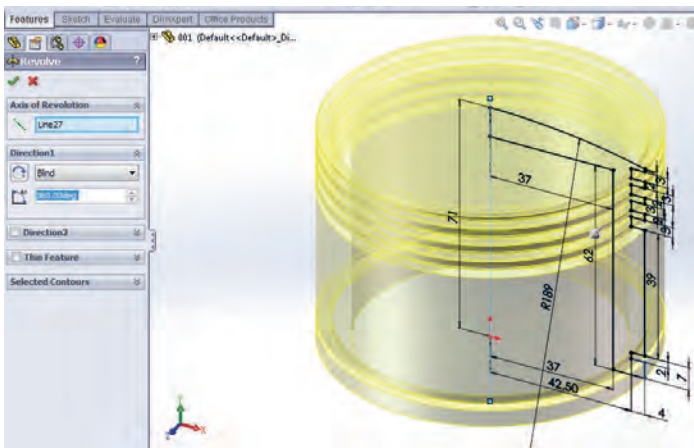 Features Sketch Evaluate DimXpert Office Products
001 (Default<<Default>_Di...
Revolve ?
Axis of Revolution
Line27
Direction1
Blind
360.00deg
Direction2
Thin Feature
Selected Contours
37
71
62
R189
39
37
42.50
2
7
4